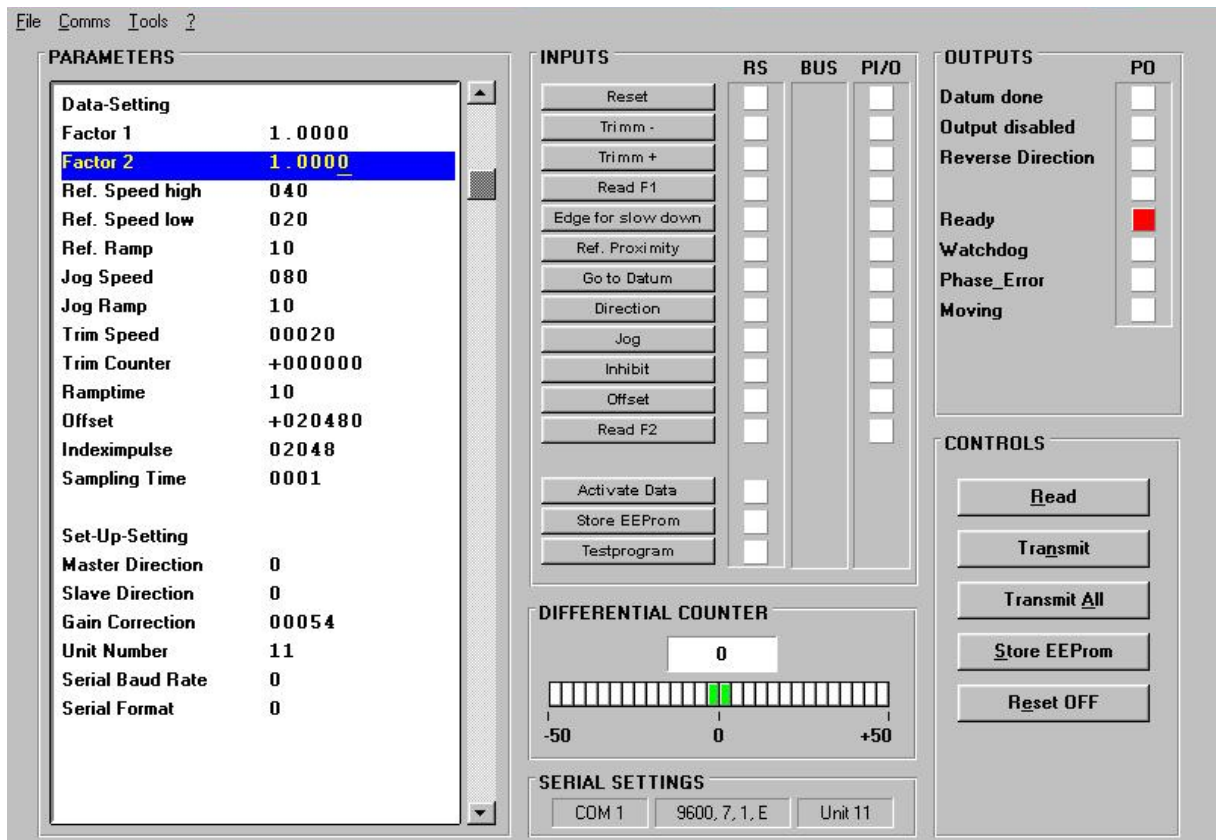 File Comms Tools ?
PARAMETERS
Data-Setting
Factor 1 1.0000
Factor 2 1.0000
Ref. Speed high 040
Ref. Speed low 020
Ref. Ramp 10
Jog Speed 080
Jog Ramp 10
Trim Speed 00020
Trim Counter +000000
Ramptime 10
Offset +020480
Indeximpulse 02048
Sampling Time 0001
Set-Up-Setting
Master Direction 0
Slave Direction 0
Gain Correction 00054
Unit Number 11
Serial Baud Rate 0
Serial Format 0
INPUTS
RS BUS PI/O
Reset
Trimm -
Trimm +
Read F1
Edge for slow down
Ref. Proximity
Go to Datum
Direction
Jog
Inhibit
Offset
Read F2
Activate Data
Store EEProm
Testprogram
DIFFERENTIAL COUNTER
0
-50 0 +50
SERIAL SETTINGS
COM 1 9600, 7, 1, E Unit 11
OUTPUTS
PO
Datum done
Output disabled
Reverse Direction
Ready
Watchdog
Phase_Error
Moving
CONTROLS
Read
Transmit
Transmit All
Store EEProm
Reset OFF